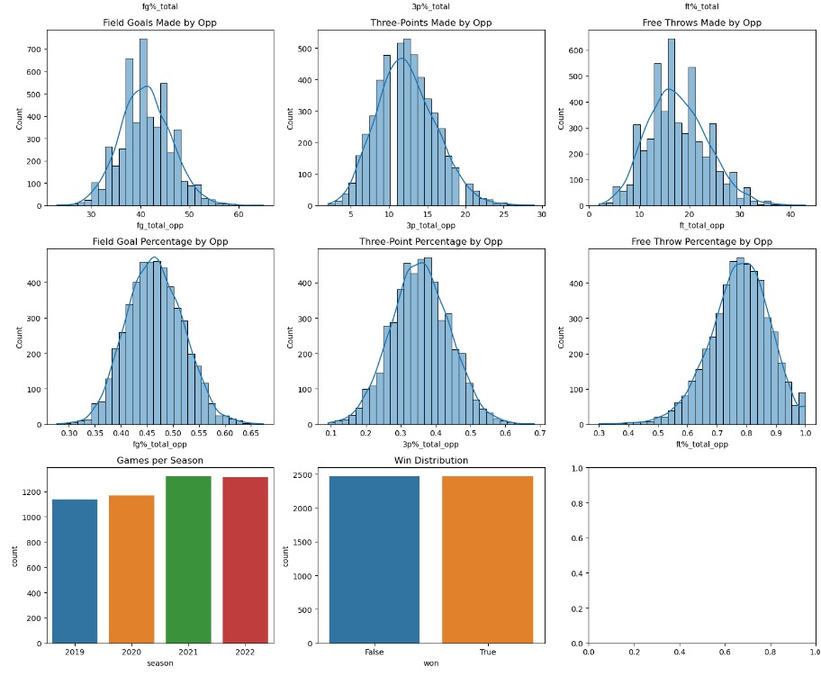 fg%_total 3p%_total ft%_total
Field Goals Made by Opp Three-Points Made by Opp Free Throws Made by Opp
700
600
500
400
300
200
100
0
Count
30 40 50 60
fg_total_opp
500
400
300
200
100
0
Count
5 10 15 20 25 30
3p_total_opp
600
500
400
300
200
100
0
Count
0 10 20 30 40
ft_total_opp
Field Goal Percentage by Opp Three-Point Percentage by Opp Free Throw Percentage by Opp
400
300
200
100
0
Count
0.30 0.35 0.40 0.45 0.50 0.55 0.60 0.65
fg%_total_opp
400
300
200
100
0
Count
0.1 0.2 0.3 0.4 0.5 0.6 0.7
3p%_total_opp
400
300
200
100
0
Count
0.3 0.4 0.5 0.6 0.7 0.8 0.9 1.0
ft%_total_opp
Games per Season Win Distribution
1200
1000
800
600
400
200
0
count
2019 2020 2021 2022
season
2500
2000
1500
1000
500
0
count
False True
won
1.0
0.8
0.6
0.4
0.2
0.0
0.0 0.2 0.4 0.6 0.8 1.0